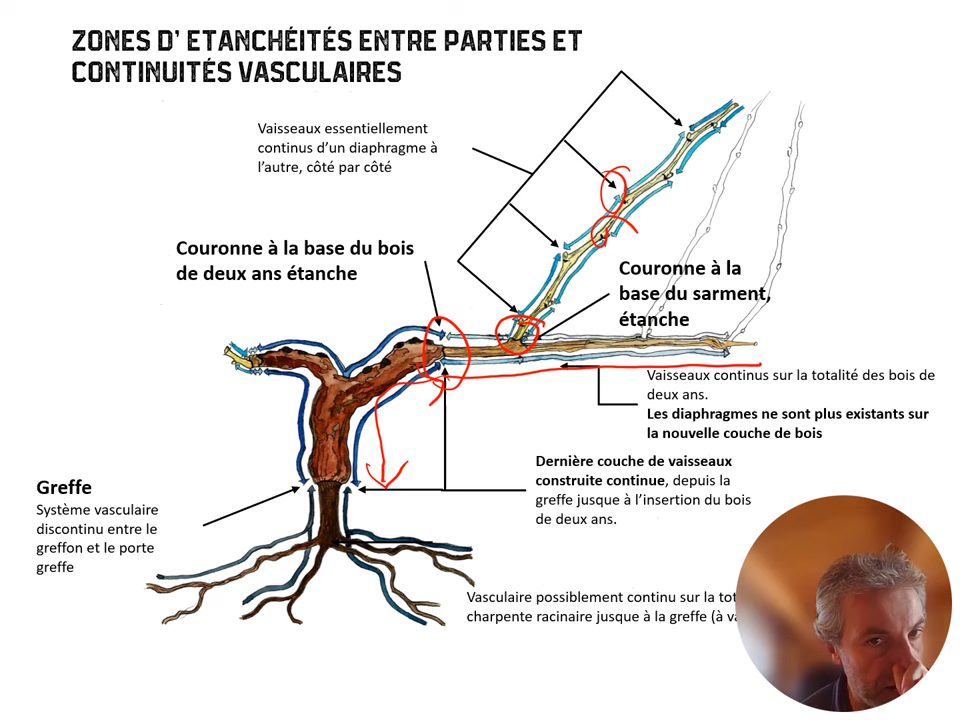 ZONES D' ETANCHÉITÉS ENTRE PARTIES ET
CONTINUITÉS VASCULAIRES
Vaisseaux essentiellement
continus d'un diaphragme à
l'autre, côté par côté
Couronne à la base du bois
de deux ans étanche
Couronne à la
base du sarment,
étanche
Vaisseaux continus sur la totalité des bois de
deux ans.
Les diaphragmes ne sont plus existants sur
la nouvelle couche de bois
Dernière couche de vaisseaux
construite continue, depuis la
greffe jusque à l'insertion du bois
de deux ans.
Greffe
Système vasculaire
discontinu entre le
greffon et le porte
greffe
Vasculaire possiblement continu sur la
charpente racinaire jusque à la greffe (à